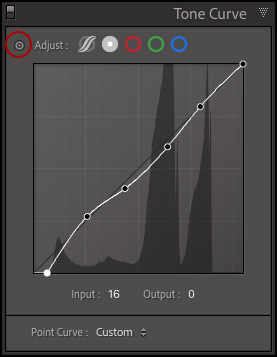 Tone Curve
Adjust :
Input : 16 Output : 0
Point Curve : Custom